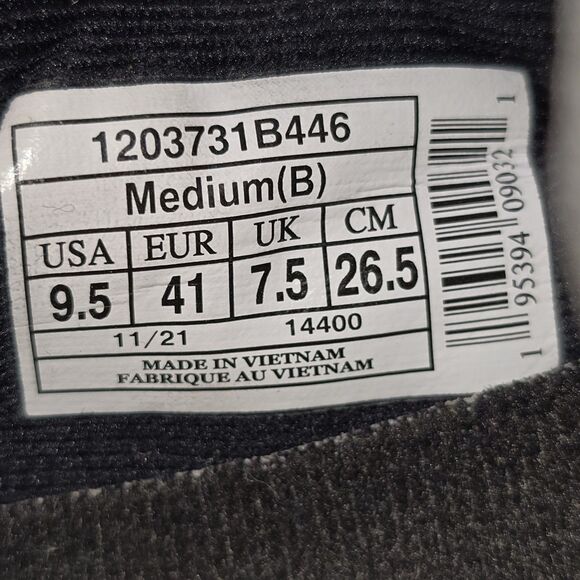 1203731B446
Medium(B)
USA EUR UK CM
9.5 41 7.5 26.5
11/21 14400
MADE IN VIETNAM
FABRIQUE AU VIETNAM
1 95394 09032 1